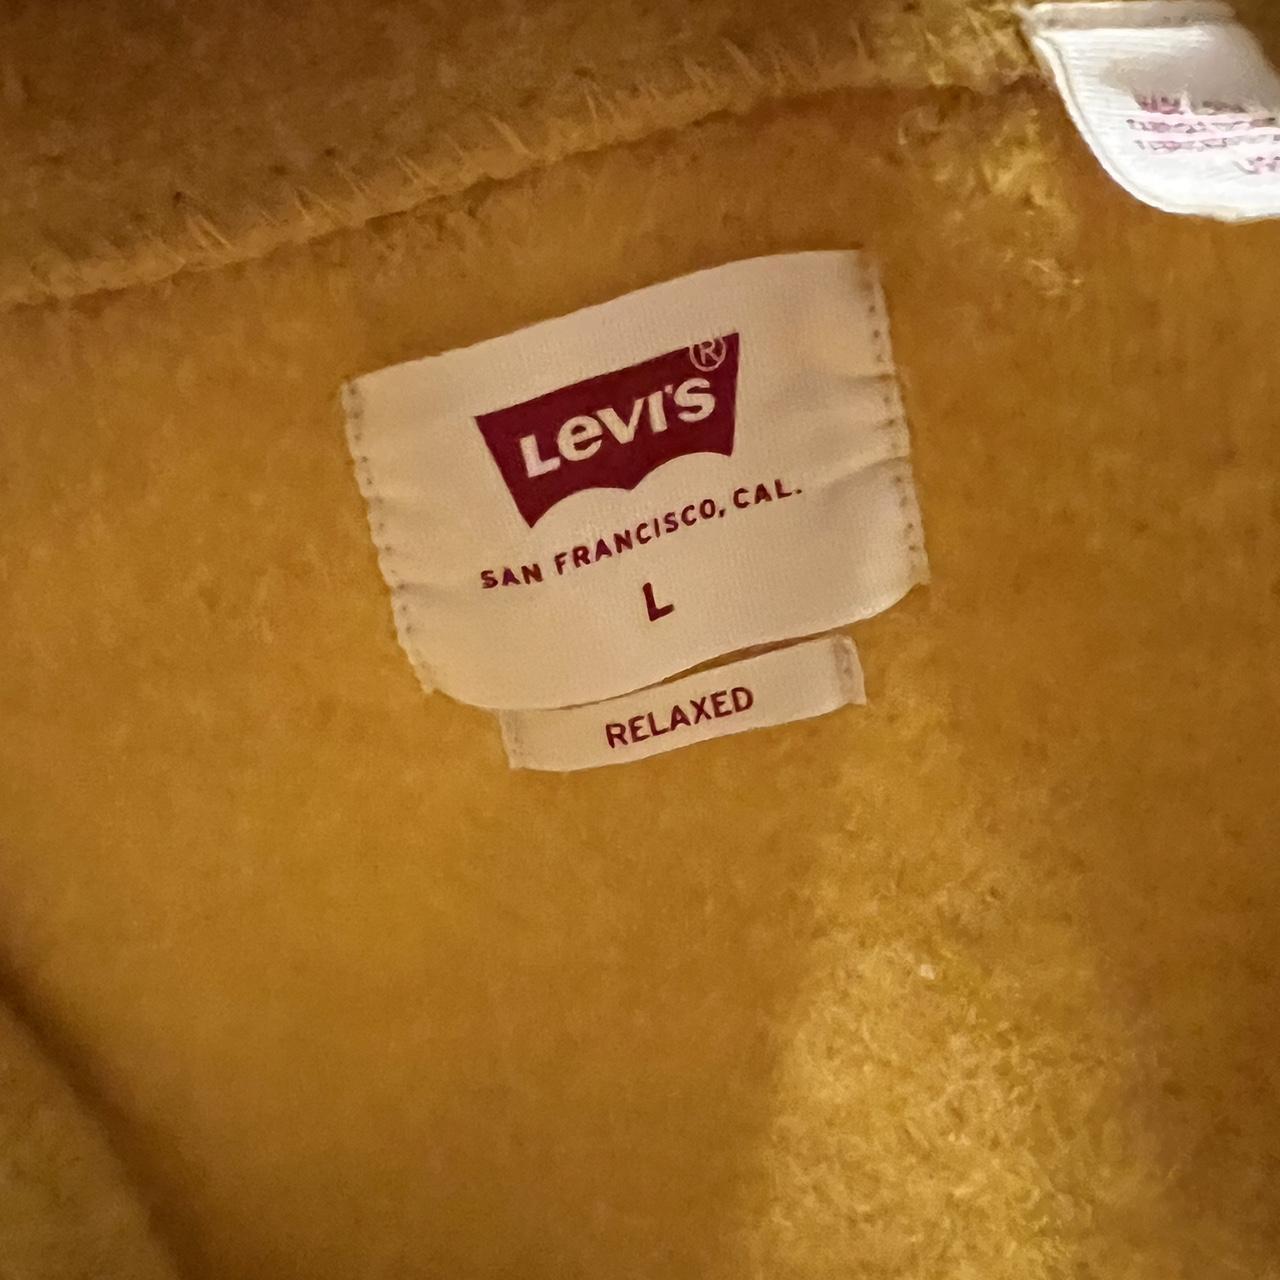 Levi's®
SAN FRANCISCO, CAL.
L
RELAXED